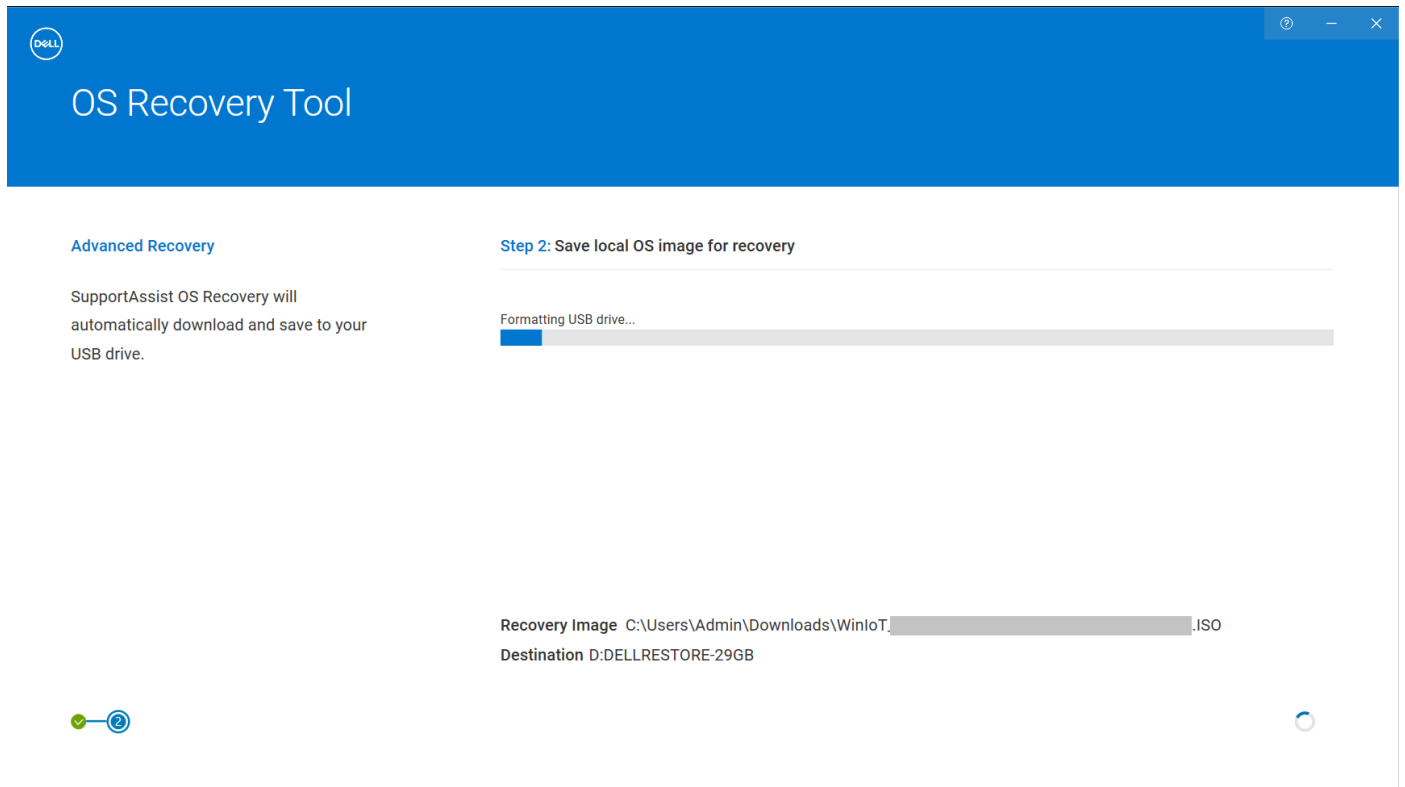 DELL
OS Recovery Tool
Advanced Recovery
SupportAssist OS Recovery will
automatically download and save to your
USB drive.
Step 2: Save local OS image for recovery
Formatting USB drive...
Recovery Image C:\Users\Admin\Downloads\WinIoT_ .ISO
Destination D:DELLRESTORE-29GB
2